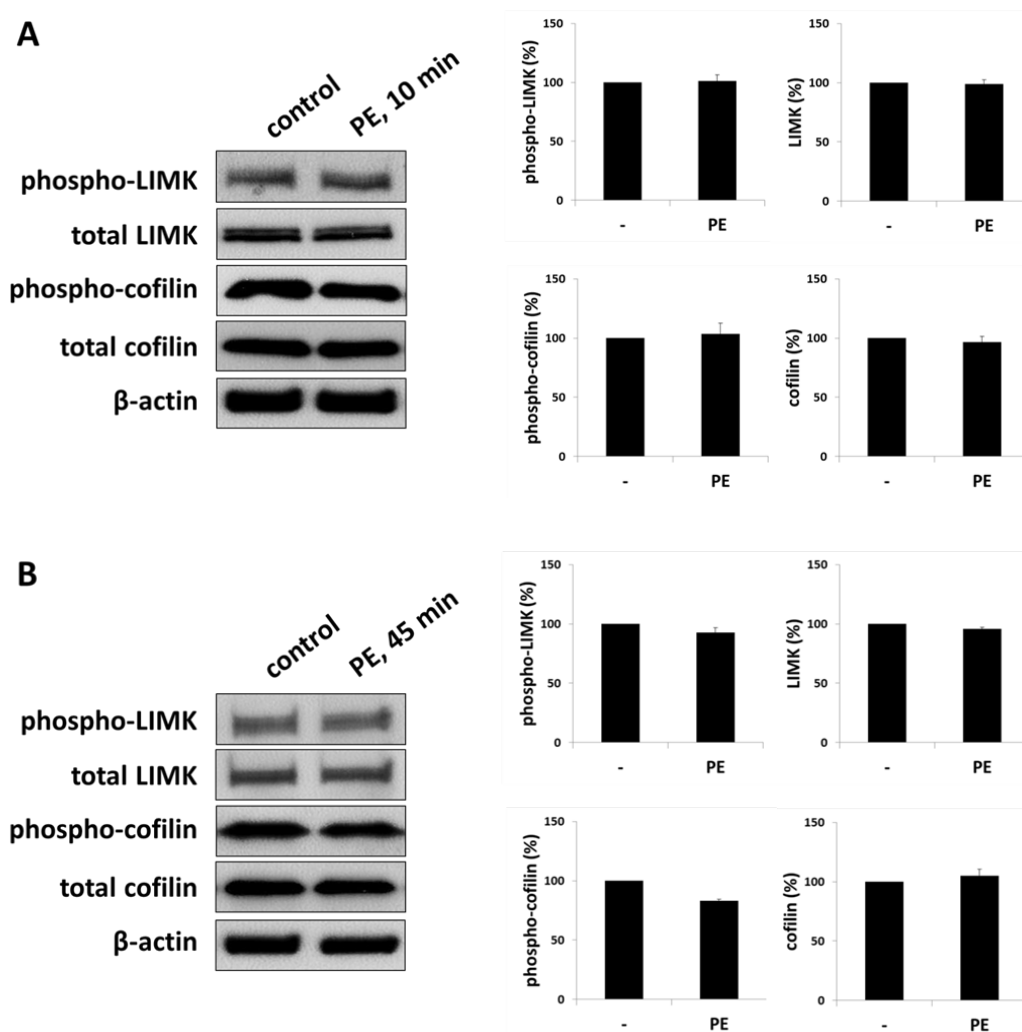 A
control
PE, 10 min
phospho-LIMK
total LIMK
phospho-cofilin
total cofilin
β-actin
phospho-LIMK (%)
150
100
50
0
-
PE
LIMK (%)
150
100
50
0
-
PE
phospho-cofilin (%)
150
100
50
0
-
PE
cofilin (%)
150
100
50
0
-
PE
B
control
PE, 45 min
phospho-LIMK
total LIMK
phospho-cofilin
total cofilin
β-actin
phospho-LIMK (%)
150
100
50
0
-
PE
LIMK (%)
150
100
50
0
-
PE
phospho-cofilin (%)
150
100
50
0
-
PE
cofilin (%)
150
100
50
0
-
PE